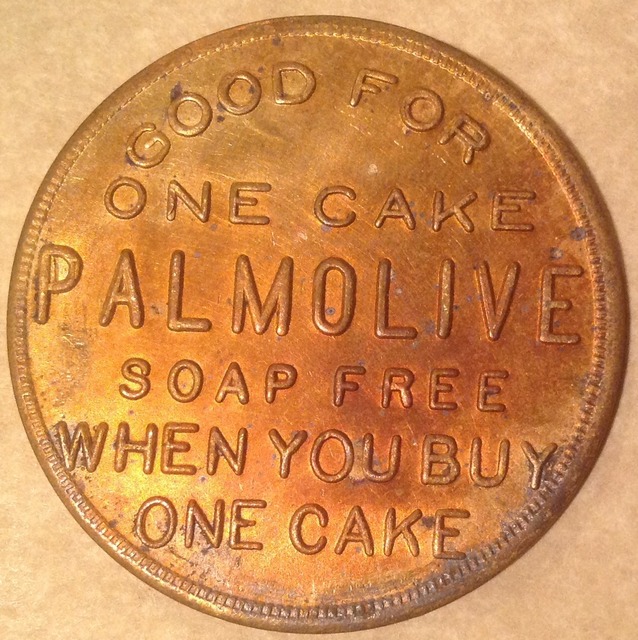 GOOD FOR
ONE CAKE
PALMOLIVE
SOAP FREE
WHEN YOU BUY
ONE CAKE